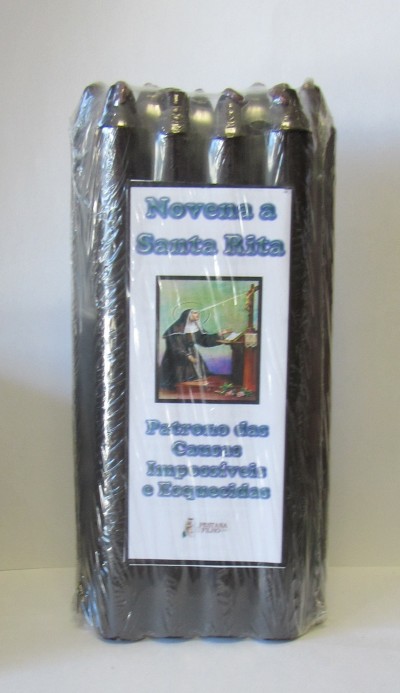 Novena a
Santa Rita
Patrono das
Causas
Impossíveis
e Esquecidas